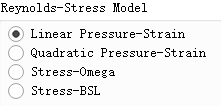 Reynolds-Stress Model
Linear Pressure-Strain
Quadratic Pressure-Strain
Stress-Omega
Stress-BSL